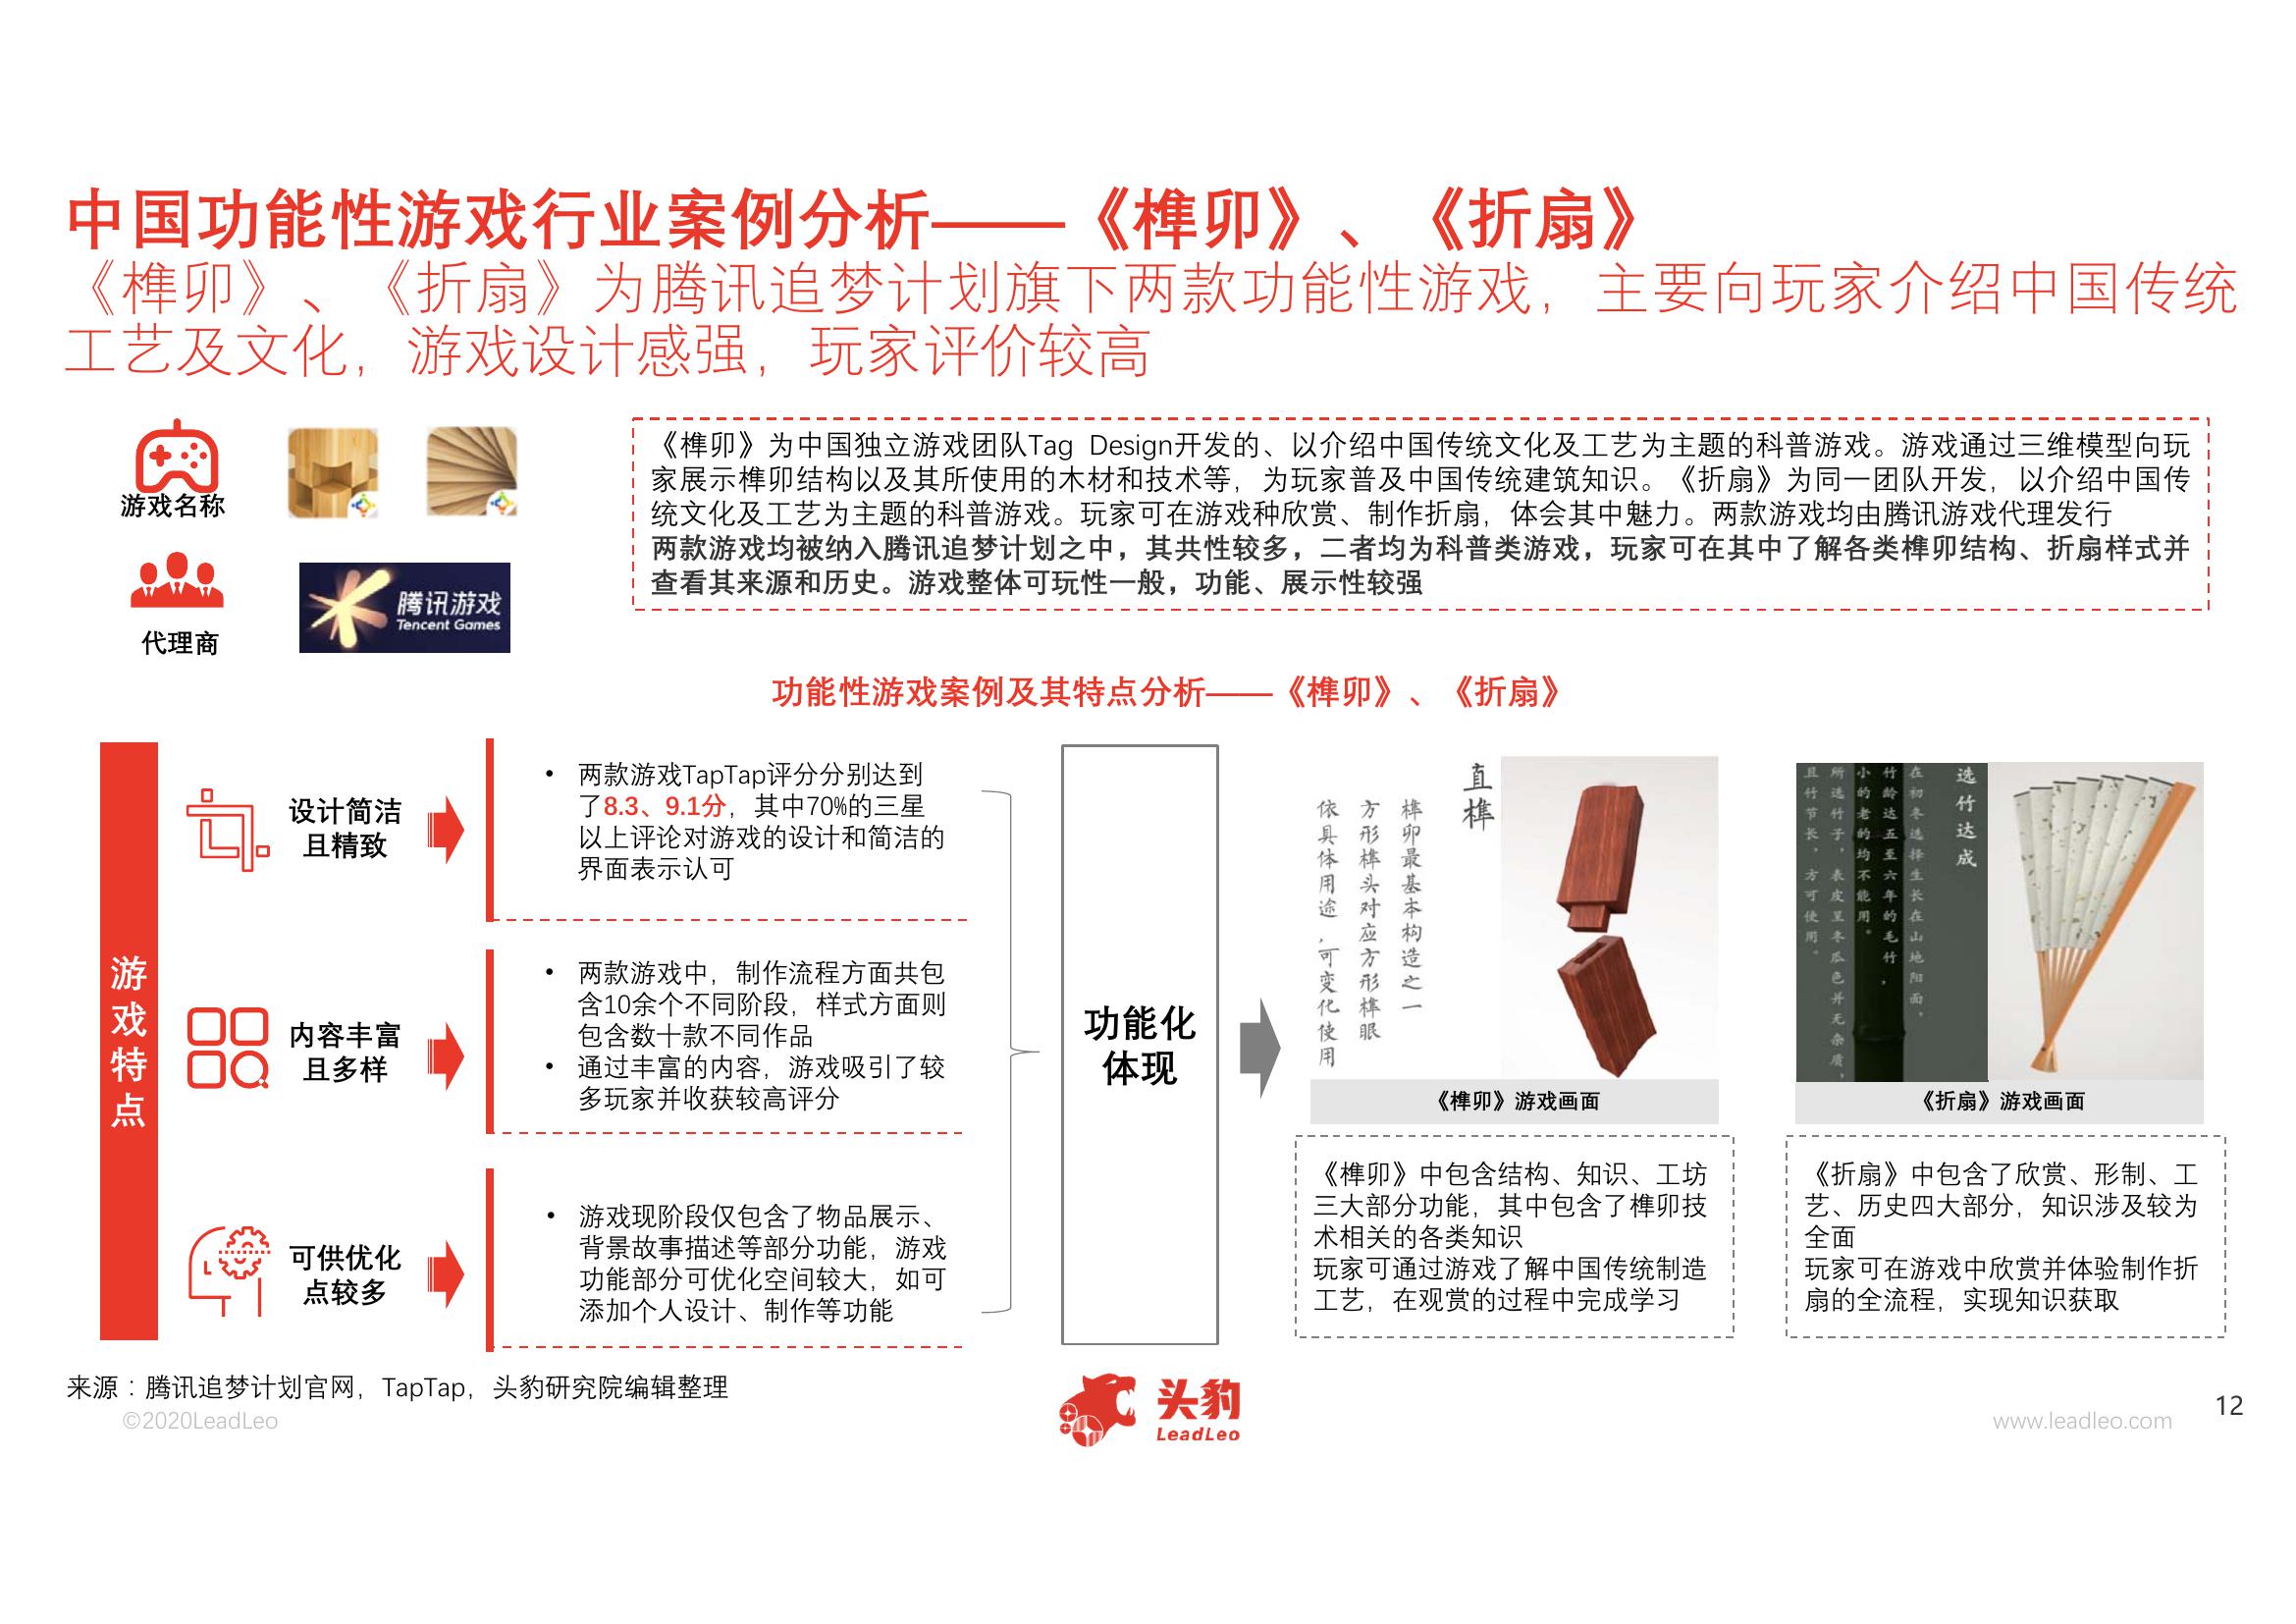 中国功能性游戏行业案例分析——《榫卯》、《折扇》
《榫卯》、《折扇》为腾讯追梦计划旗下两款功能性游戏，主要向玩家介绍中国传统
工艺及文化，游戏设计感强，玩家评价较高
游戏名称
代理商
腾讯游戏
Tencent Games
《榫卯》为中国独立游戏团队Tag Design开发的、以介绍中国传统文化及工艺为主题的科普游戏。游戏通过三维模型向玩
家展示榫卯结构以及其所使用的木材和技术等，为玩家普及中国传统建筑知识。《折扇》为同一团队开发，以介绍中国传
统文化及工艺为主题的科普游戏。玩家可在游戏种欣赏、制作折扇，体会其中魅力。两款游戏均由腾讯游戏代理发行
两款游戏均被纳入腾讯追梦计划之中，其共性较多，二者均为科普类游戏，玩家可在其中了解各类榫卯结构、折扇样式并
查看其来源和历史。游戏整体可玩性一般，功能、展示性较强
功能性游戏案例及其特点分析——《榫卯》、《折扇》
游戏特点
设计简洁
且精致
• 两款游戏TapTap评分分别达到
了8.3、9.1分，其中70%的三星
以上评论对游戏的设计和简洁的
界面表示认可
内容丰富
且多样
• 两款游戏中，制作流程方面共包
含10余个不同阶段，样式方面则
包含数十款不同作品
• 通过丰富的内容，游戏吸引了较
多玩家并收获较高评分
可供优化
点较多
• 游戏现阶段仅包含了物品展示、
背景故事描述等部分功能，游戏
功能部分可优化空间较大，如可
添加个人设计、制作等功能
功能化
体现
直榫
榫卯最基本构造之一
方形榫头对应方形榫眼
依具体用途，可变化使用
《榫卯》游戏画面
选竹达成
在初冬选择生长在山地阳面，
竹龄达五至六年的毛竹，
小的老的均不能用。
所选竹子，表皮呈冬瓜色并无杂质，
且竹节长，方可使用。
《折扇》游戏画面
《榫卯》中包含结构、知识、工坊
三大部分功能，其中包含了榫卯技
术相关的各类知识
玩家可通过游戏了解中国传统制造
工艺，在观赏的过程中完成学习
《折扇》中包含了欣赏、形制、工
艺、历史四大部分，知识涉及较为
全面
玩家可在游戏中欣赏并体验制作折
扇的全流程，实现知识获取
来源：腾讯追梦计划官网，TapTap，头豹研究院编辑整理
©2020LeadLeo
头豹
LeadLeo
www.leadleo.com
12